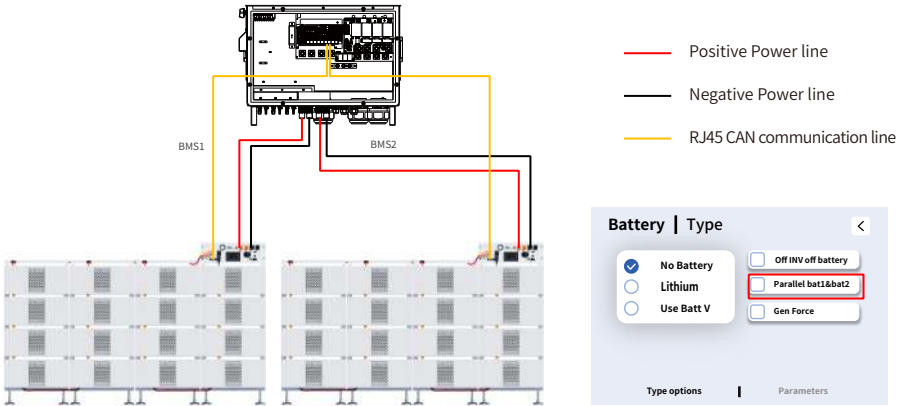 Positive Power line
Negative Power line
RJ45 CAN communication line
BMS1
BMS2
Battery | Type
<
No Battery
Lithium
Use Batt V
Off INV off battery
Parallel bat1&bat2
Gen Force
Type options | Parameters